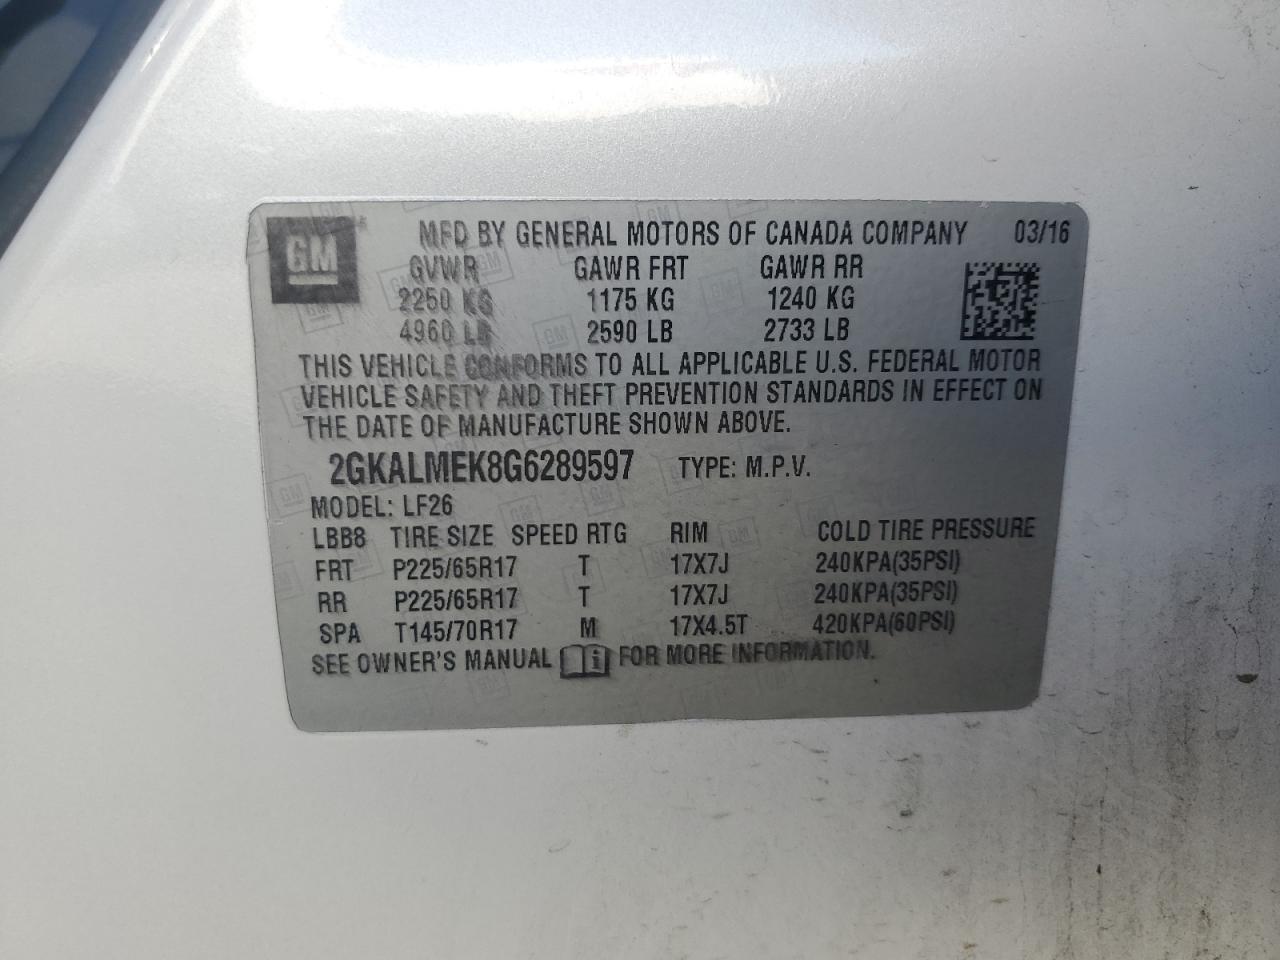 GM MFD BY GENERAL MOTORS OF CANADA COMPANY 03/16
GVWR GAWR FRT GAWR RR
2250 KG 1175 KG 1240 KG
4960 LB 2590 LB 2733 LB
THIS VEHICLE CONFORMS TO ALL APPLICABLE U.S. FEDERAL MOTOR
VEHICLE SAFETY AND THEFT PREVENTION STANDARDS IN EFFECT ON
THE DATE OF MANUFACTURE SHOWN ABOVE.
2GKALMEK8G6289597 TYPE: M.P.V.
MODEL: LF26
LBB8 TIRE SIZE SPEED RTG RIM COLD TIRE PRESSURE
FRT P225/65R17 T 17X7J 240KPA(35PSI)
RR P225/65R17 T 17X7J 240KPA(35PSI)
SPA T145/70R17 M 17X4.5T 420KPA(60PSI)
SEE OWNER'S MANUAL i FOR MORE INFORMATION.